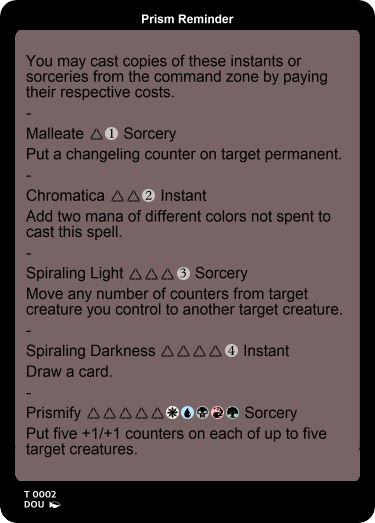 Prism Reminder
You may cast copies of these instants or
sorceries from the command zone by paying
their respective costs.
-
Malleate △ 1 Sorcery
Put a changeling counter on target permanent.
-
Chromatica △ △ 2 Instant
Add two mana of different colors not spent to
cast this spell.
-
Spiraling Light △ △ △ 3 Sorcery
Move any number of counters from target
creature you control to another target creature.
-
Spiraling Darkness △ △ △ △ 4 Instant
Draw a card.
-
Prismify △ △ △ △ △ Sorcery
Put five +1/+1 counters on each of up to five
target creatures.
T 0002
DOU